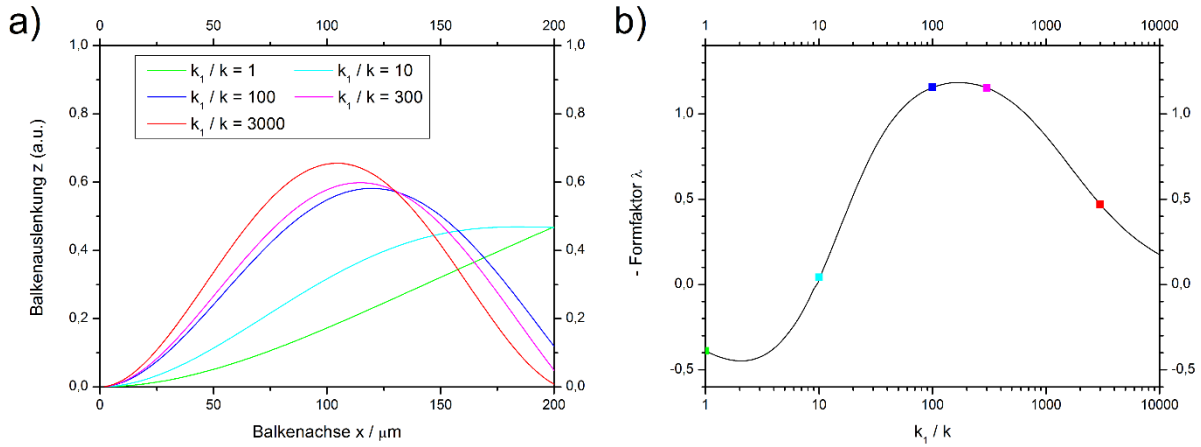 a)
0 50 100 150 200
1,0 1,0
0,8 0,8
0,6 0,6
0,4 0,4
0,2 0,2
0,0 0,0
0 50 100 150 200
Balkenauslenkung z (a.u.)
Balkenachse x / μm
k₁ / k = 1 k₁ / k = 10
k₁ / k = 100 k₁ / k = 300
k₁ / k = 3000
b)
1 10 100 1000 10000
1,0 1,0
0,5 0,5
0,0 0,0
-0,5 -0,5
1 10 100 1000 10000
- Formfaktor λ
k₁ / k